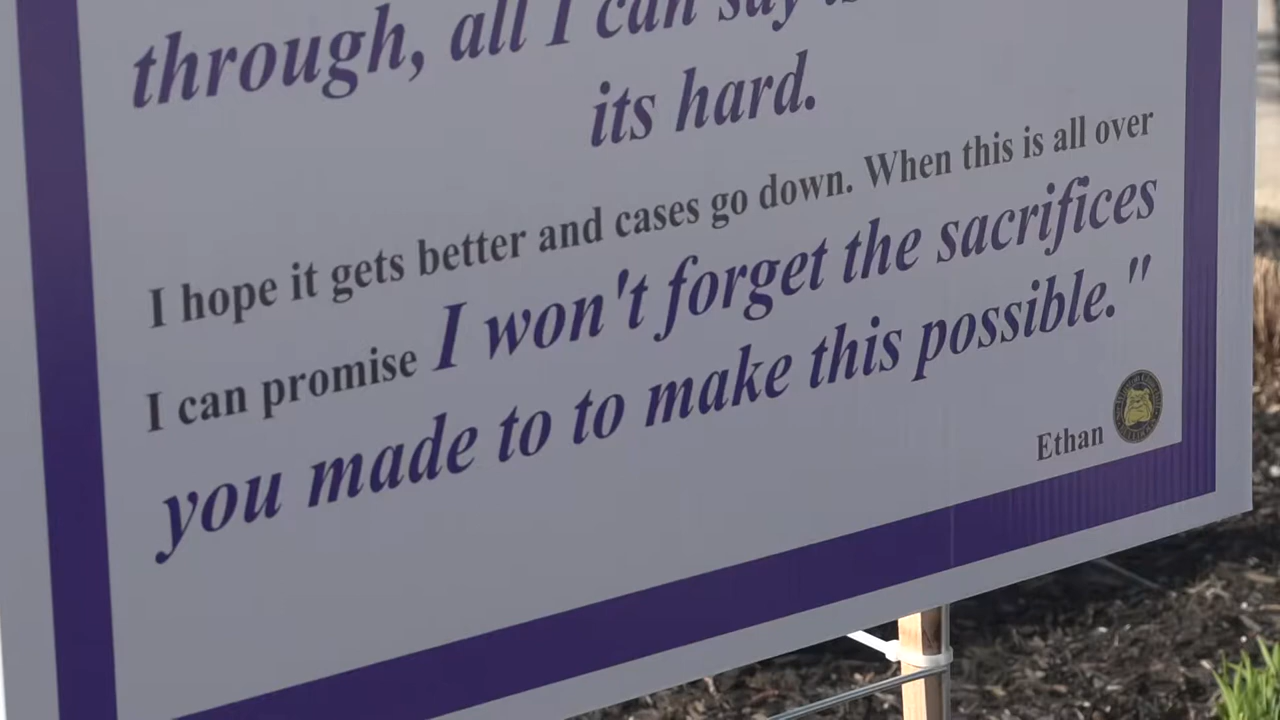 through, all I can say
its hard.
I hope it gets better and cases go down. When this is all over
I can promise I won't forget the sacrifices
you made to to make this possible."
Ethan